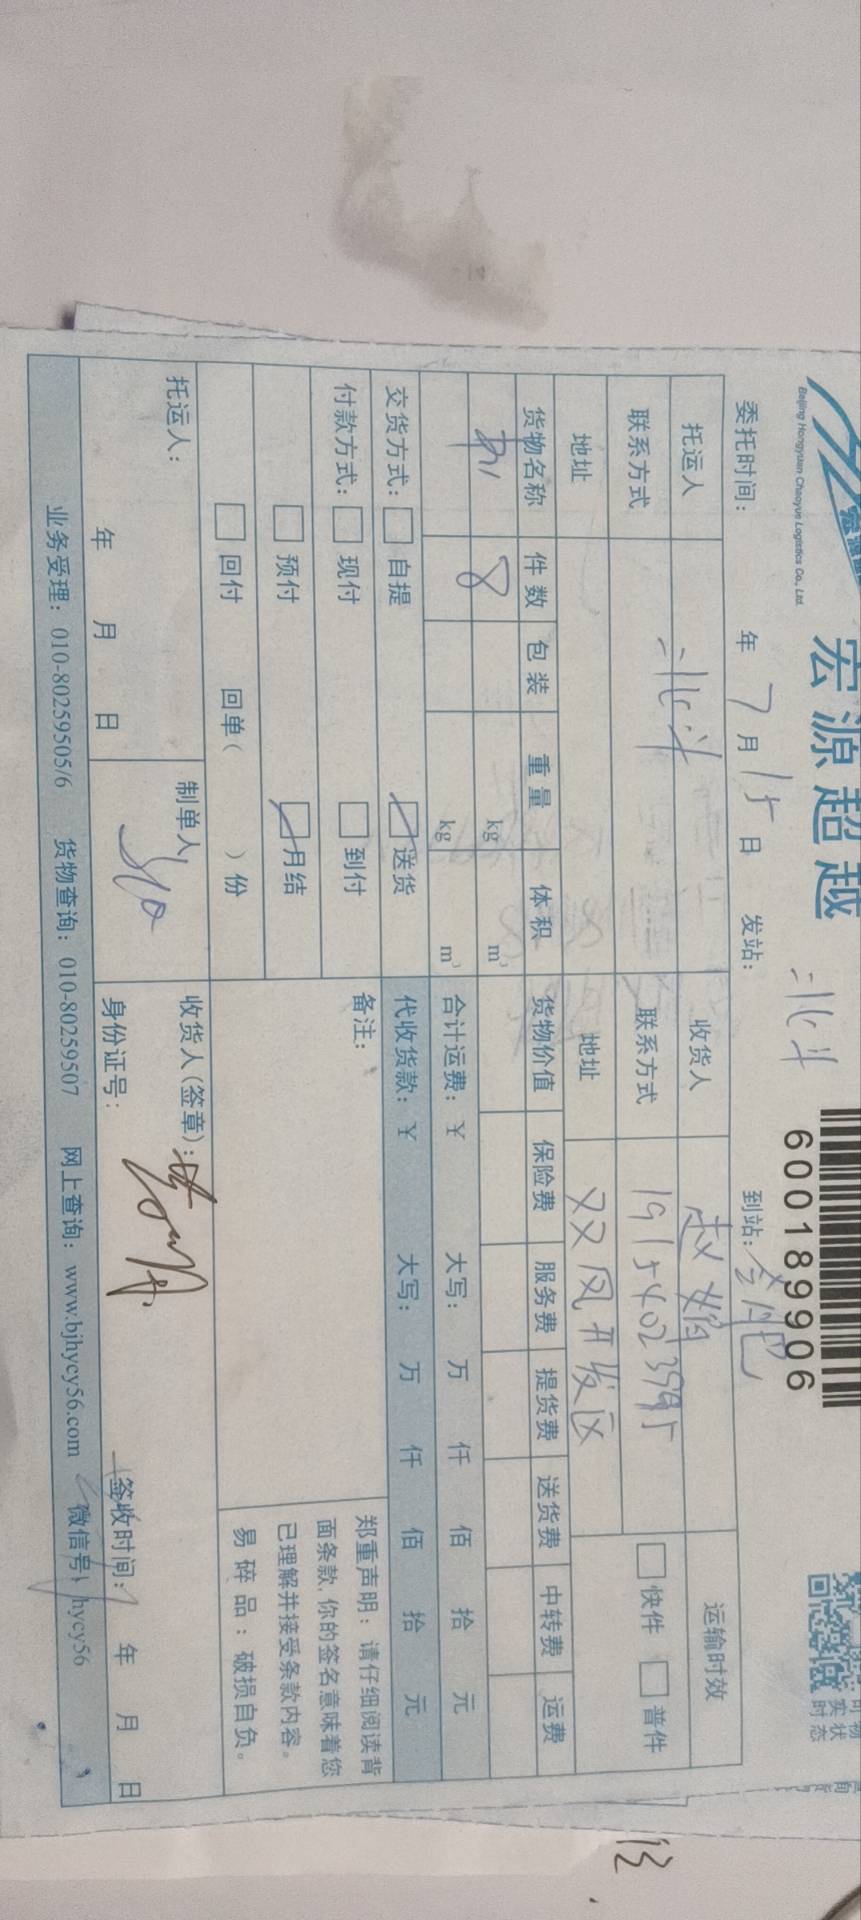 宏源超越
Beijing Hongyuan Chaoyue Logistics Co., Ltd.
600189906
委托时间: 年 7 月 15 日 发站: 北斗 到站: 合肥
托运人 北斗 收货人 赵娟 运输时效
联系方式 联系方式 19154023995 快件 普件
地址 地址 双凤开发区
货物名称 件数 包装 重量 体积 货物价值 保险费 服务费 提货费 送货费 中转费 运费
8 kg m³
kg m³ 合计运费: ¥ 大写: 万 仟 佰 拾 元
交货方式: 自提 送货 代收货款: ¥ 大写: 万 仟 佰 拾 元
付款方式: 现付 到付 备注:
预付 月结
回付 回单( )份
郑重声明: 请仔细阅读背
面条款, 你的签名意味着您
已理解并接受条款内容。
易碎品: 破损自负。
托运人: 制单人 收货人(签章):
年 月 日 身份证号: 签收时间: 年 月 日
业务受理: 010-80259505/6 货物查询: 010-80259507 网上查询: www.bjhycy56.com 微信号: hycy56